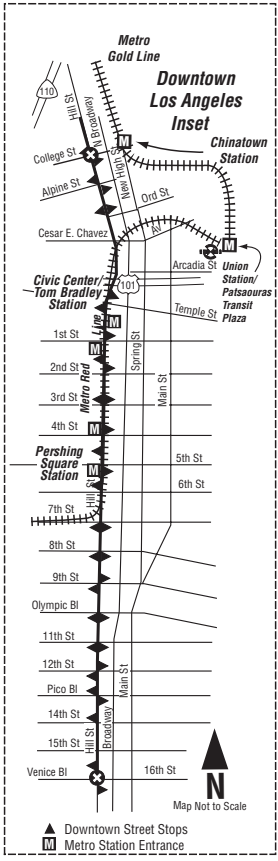 Metro
Gold Line
Downtown
Los Angeles
Inset
110
Hill St
N Broadway
New High St
Chinatown
Station
College St
Alpine St
Ord St
Cesar E. Chavez
Av
Arcadia St
Union
Station/
Patsaouras
Transit
Plaza
Civic Center/
Tom Bradley
Station
101
Temple St
M
M
M
1st St
M
Metro Red Line
Spring St
Main St
2nd St
3rd St
4th St
M
Pershing
Square
Station
M
5th St
6th St
Hill St
7th St
8th St
9th St
Olympic Bl
11th St
12th St
Pico Bl
Main St
14th St
Hill St
Broadway
15th St
Venice Bl
16th St
N
Map Not to Scale
Downtown Street Stops
M Metro Station Entrance